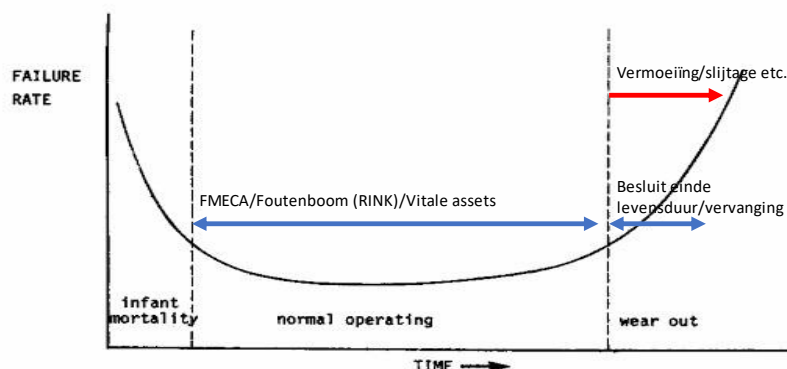 FAILURE
RATE
Vermoeiïng/slijtage etc.
FMECA/Foutenboom (RINK)/Vitale assets
Besluit einde
levensduur/vervanging
infant
mortality
normal operating
wear out
TIME